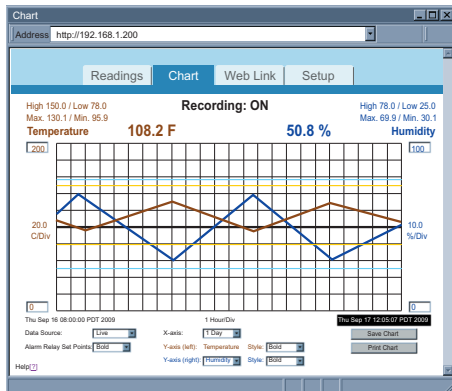 Chart
Address http://192.168.1.200
Readings Chart Web Link Setup
High 150.0 / Low 78.0 Recording: ON High 78.0 / Low 25.0
Max. 130.1 / Min. 95.9 Max. 69.9 / Min. 30.1
Temperature 108.2 F 50.8 % Humidity
200 100
20.0 10.0
C/Div %/Div
0 0
Thu Sep 16 08:00:00 PDT 2009 1 Hour/Div Thu Sep 17 12:05:07 PDT 2009
Data Source: Live X-axis: 1 Day Save Chart
Alarm Relay Set Points: Bold Y-axis (left): Temperature Style: Bold Print Chart
Y-axis (right): Humidity Style: Bold
Help[?]